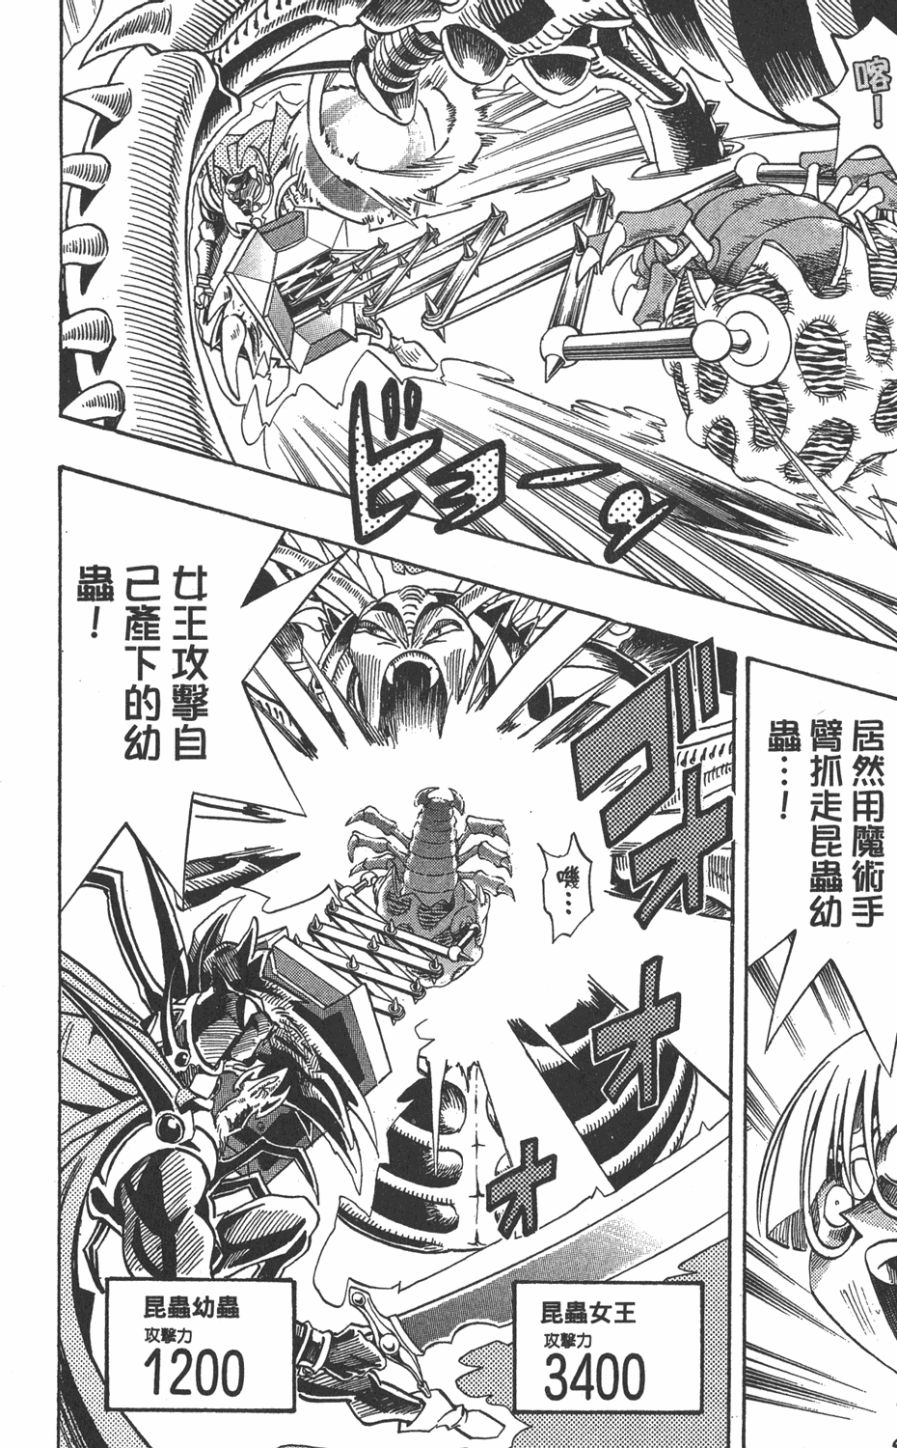 喀！
ビョーン
居然用魔術手
臂抓走昆蟲幼
蟲…！
ゴオオオ
嘰…
女王攻擊自
己產下的幼
蟲！
昆蟲女王
攻擊力
3400
昆蟲幼蟲
攻擊力
1200